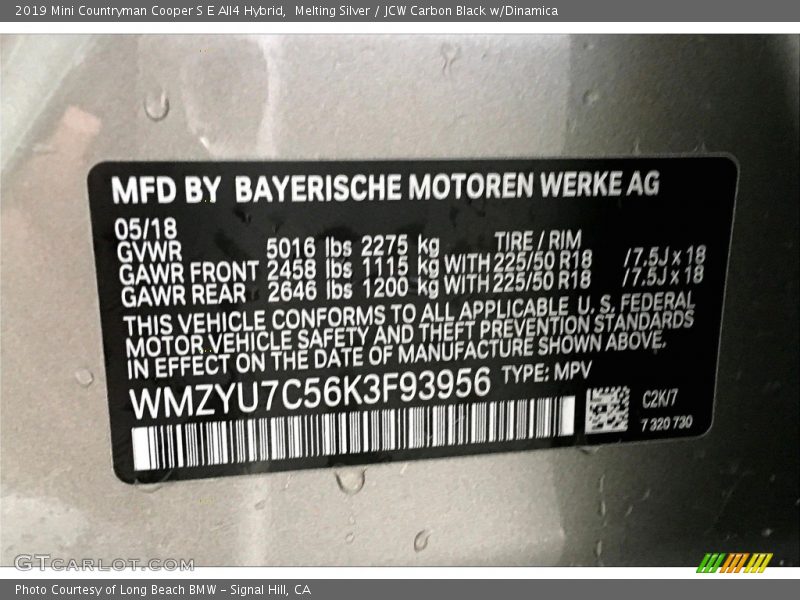 2019 Mini Countryman Cooper S E All4 Hybrid,  Melting Silver / JCW Carbon Black w/Dinamica
MFD BY BAYERISCHE MOTOREN WERKE AG
05/18
GVWR 5016 lbs 2275 kg TIRE / RIM
GAWR FRONT 2458 lbs 1115 kg WITH 225/50 R18 /7.5J x 18
GAWR REAR 2646 lbs 1200 kg WITH 225/50 R18 /7.5J x 18
THIS VEHICLE CONFORMS TO ALL APPLICABLE U. S. FEDERAL
MOTOR VEHICLE SAFETY AND THEFT PREVENTION STANDARDS
IN EFFECT ON THE DATE OF MANUFACTURE SHOWN ABOVE.
WMZYU7C56K3F93956 TYPE: MPV
C2K/7
7 320 730
GTCARLOT.COM
Photo Courtesy of Long Beach BMW - Signal Hill, CA